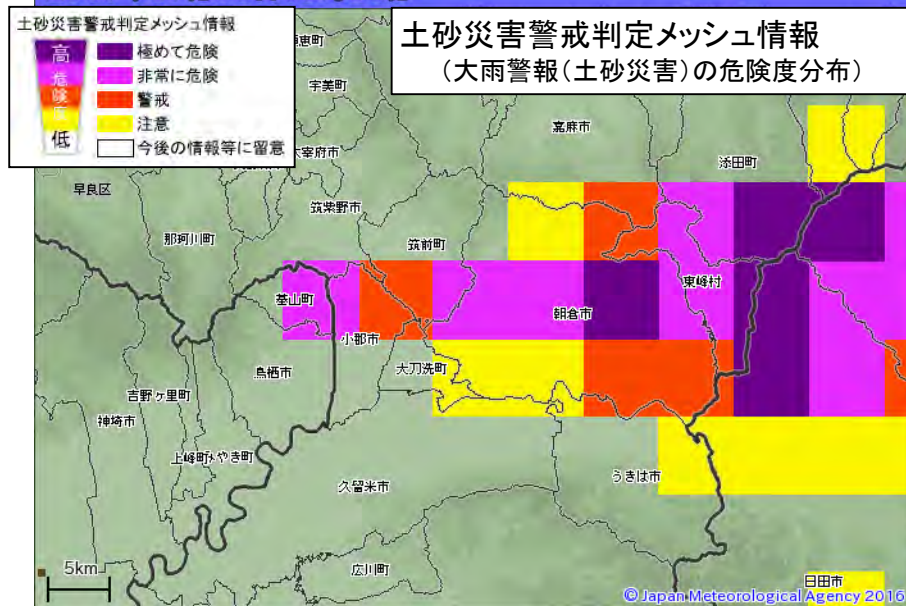 土砂災害警戒判定メッシュ情報
高
危
険
度
低
極めて危険
非常に危険
警戒
注意
今後の情報等に留意
土砂災害警戒判定メッシュ情報
(大雨警報(土砂災害)の危険度分布)
宇美町
嘉麻市
添田町
太宰府市
早良区
筑紫野市
那珂川町
筑前町
東峰村
基山町
朝倉市
小郡市
大刀洗町
鳥栖市
吉野ヶ里町
神埼市
上峰町
みやき町
うきは市
久留米市
広川町
日田市
5km
© Japan Meteorological Agency 2016